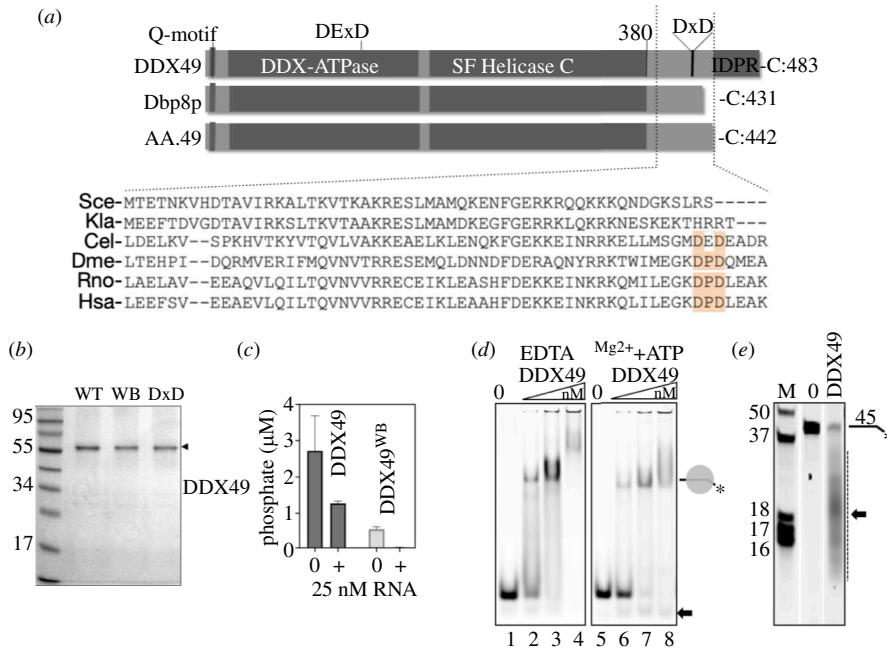 (a)
DExD
380
DxD
Q-motif
DDX49
DDX-ATPase
SF Helicase C
IDPR-C:483
Dbp8p
-C:431
AA.49
-C:442
Sce-MTETNKVHDTAVIRKALTKVTKAKRESLMAMQKENFGERKRQQKKKQNDGKSLRS-----
Kla-MEEFTDVGDTAVIRKALTKVTKAKRESLMAMDKEGFGERRKLQKRKNESKEKTHRRT----
Cel-LDELKV--SPKHVTKYVTQVLVAKKEAELKLENQKFGEKKEINRRKELLMSGMDEDEADR
Dme-LTEHPI--DQRMVERIFMNQVNVTRRESEMQLDNNDFDERAQNYRRKTWIMEGKDPDQMEA
Rno-LAELAV--EEAQVLQILTQVNVVRRECEIKLEASHFDEKKEINKRKQMILEGKDPDLEAK
Hsa-LEEFSV--EEAEVLQILTQVNVVRRECEIKLEAAHFDEKKEINKRKQLILEGKDPDLEAK
(b)
WT WB DxD
95
55
34
17
DDX49
(c)
phosphate (µM)
4
3
2
1
0
DDX49
DDX49WB
0 + 0 +
25 nM RNA
(d)
EDTA
DDX49
0
nM
Mg2++ATP
DDX49
0
nM
*
1 2 3 4 5 6 7 8
(e)
M 0 DDX49
50
37
18
17
16
45
*